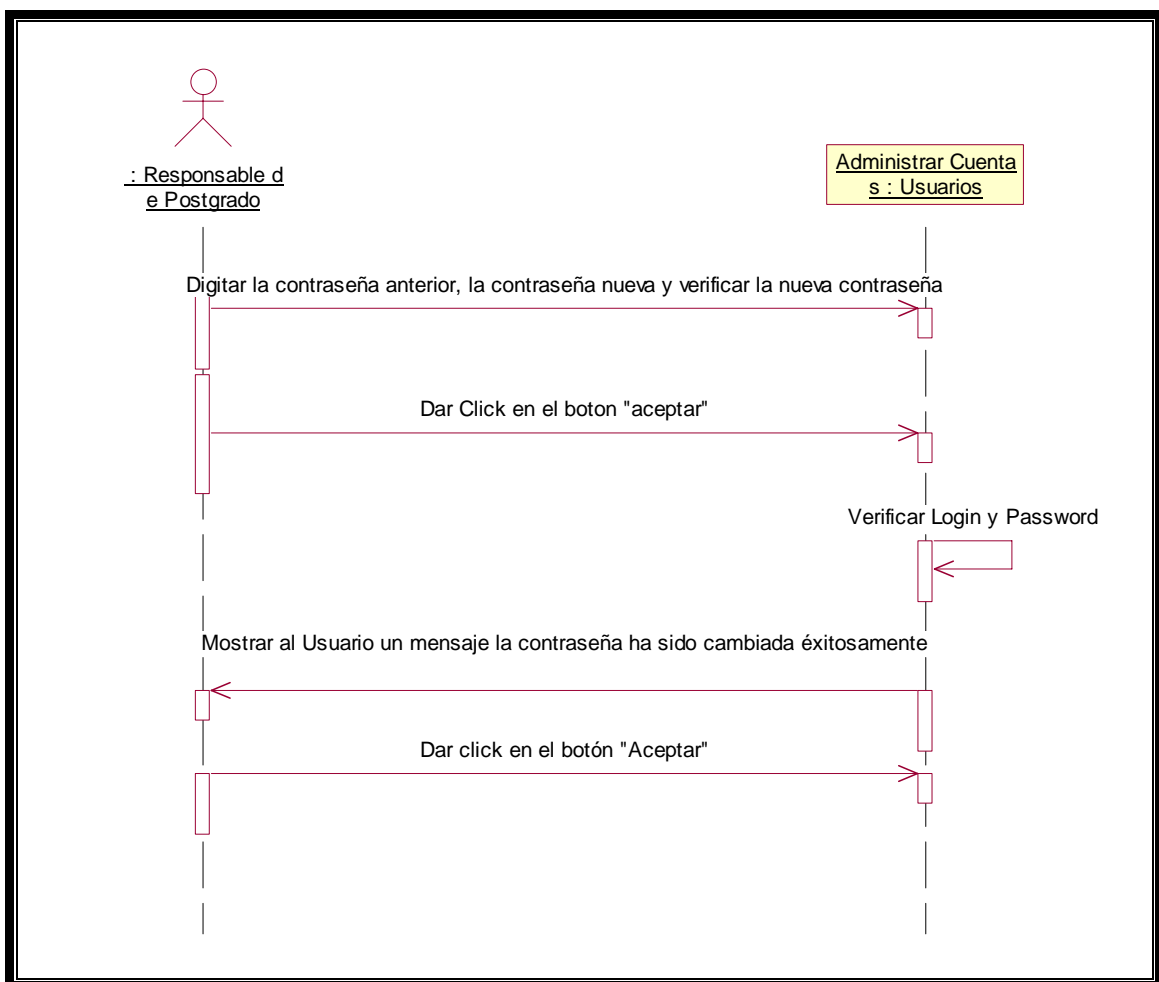 : Responsable d
e Postgrado
Administrar Cuenta
s : Usuarios
Digitar la contraseña anterior, la contraseña nueva y verificar la nueva contraseña
Dar Click en el boton "aceptar"
Verificar Login y Password
Mostrar al Usuario un mensaje la contraseña ha sido cambiada éxitosamente
Dar click en el botón "Aceptar"